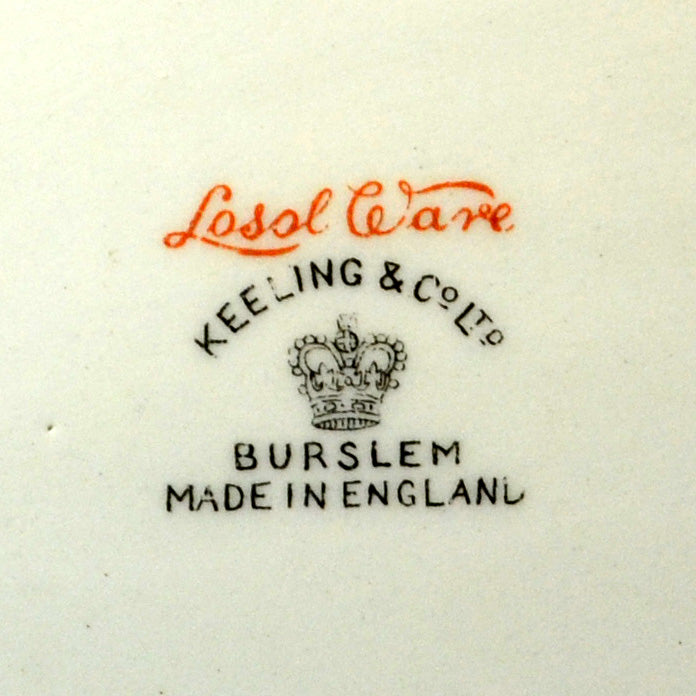 Losol Ware
KEELING & Co LTD
BURSLEM
MADE IN ENGLAND